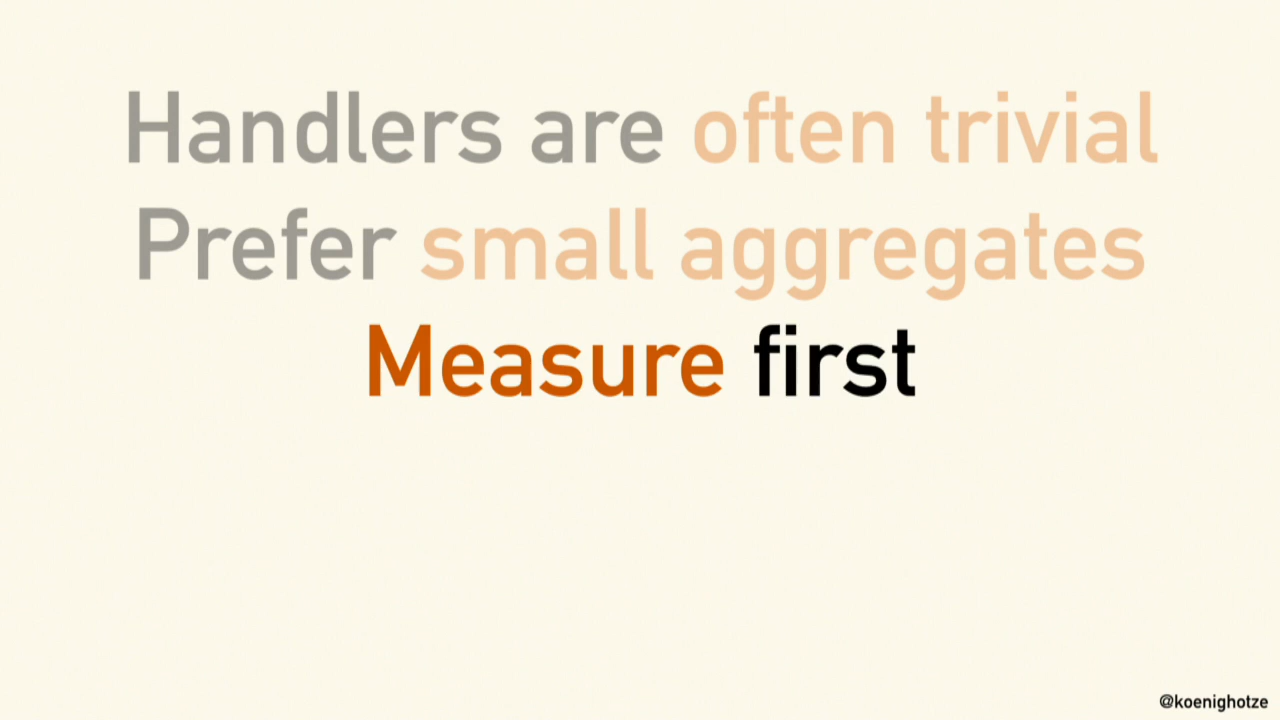 Handlers are often trivial
Prefer small aggregates
Measure first
@koenighotze